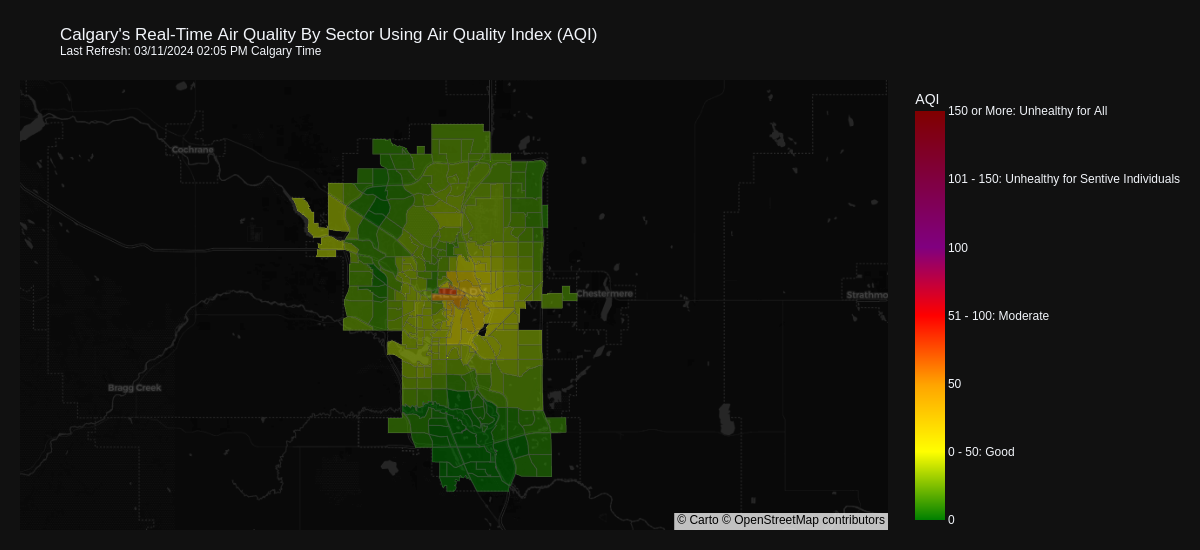 Calgary's Real-Time Air Quality By Sector Using Air Quality Index (AQI)
Last Refresh: 03/11/2024 02:05 PM Calgary Time
AQI
150 or More: Unhealthy for All
101 - 150: Unhealthy for Sentive Individuals
100
51 - 100: Moderate
50
0 - 50: Good
0
Cochrane
Chestermere
Strathmo
Bragg Creek
© Carto © OpenStreetMap contributors